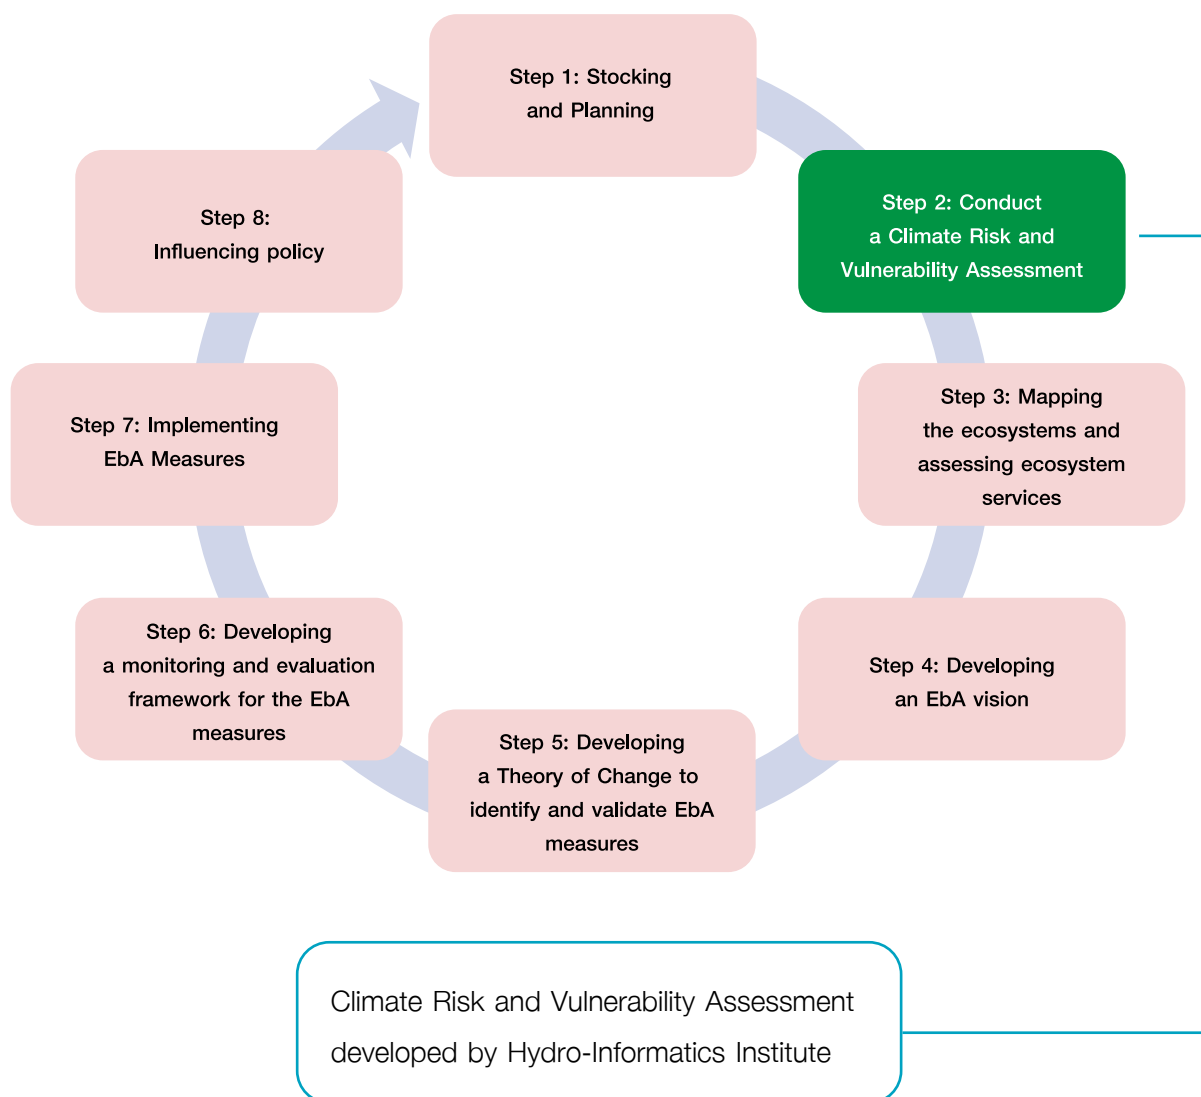 Step 1: Stocking
and Planning
Step 2: Conduct
a Climate Risk and
Vulnerability Assessment
Step 3: Mapping
the ecosystems and
assessing ecosystem
services
Step 4: Developing
an EbA vision
Step 5: Developing
a Theory of Change to
identify and validate EbA
measures
Step 6: Developing
a monitoring and evaluation
framework for the EbA
measures
Step 7: Implementing
EbA Measures
Step 8:
Influencing policy
Climate Risk and Vulnerability Assessment
developed by Hydro-Informatics Institute